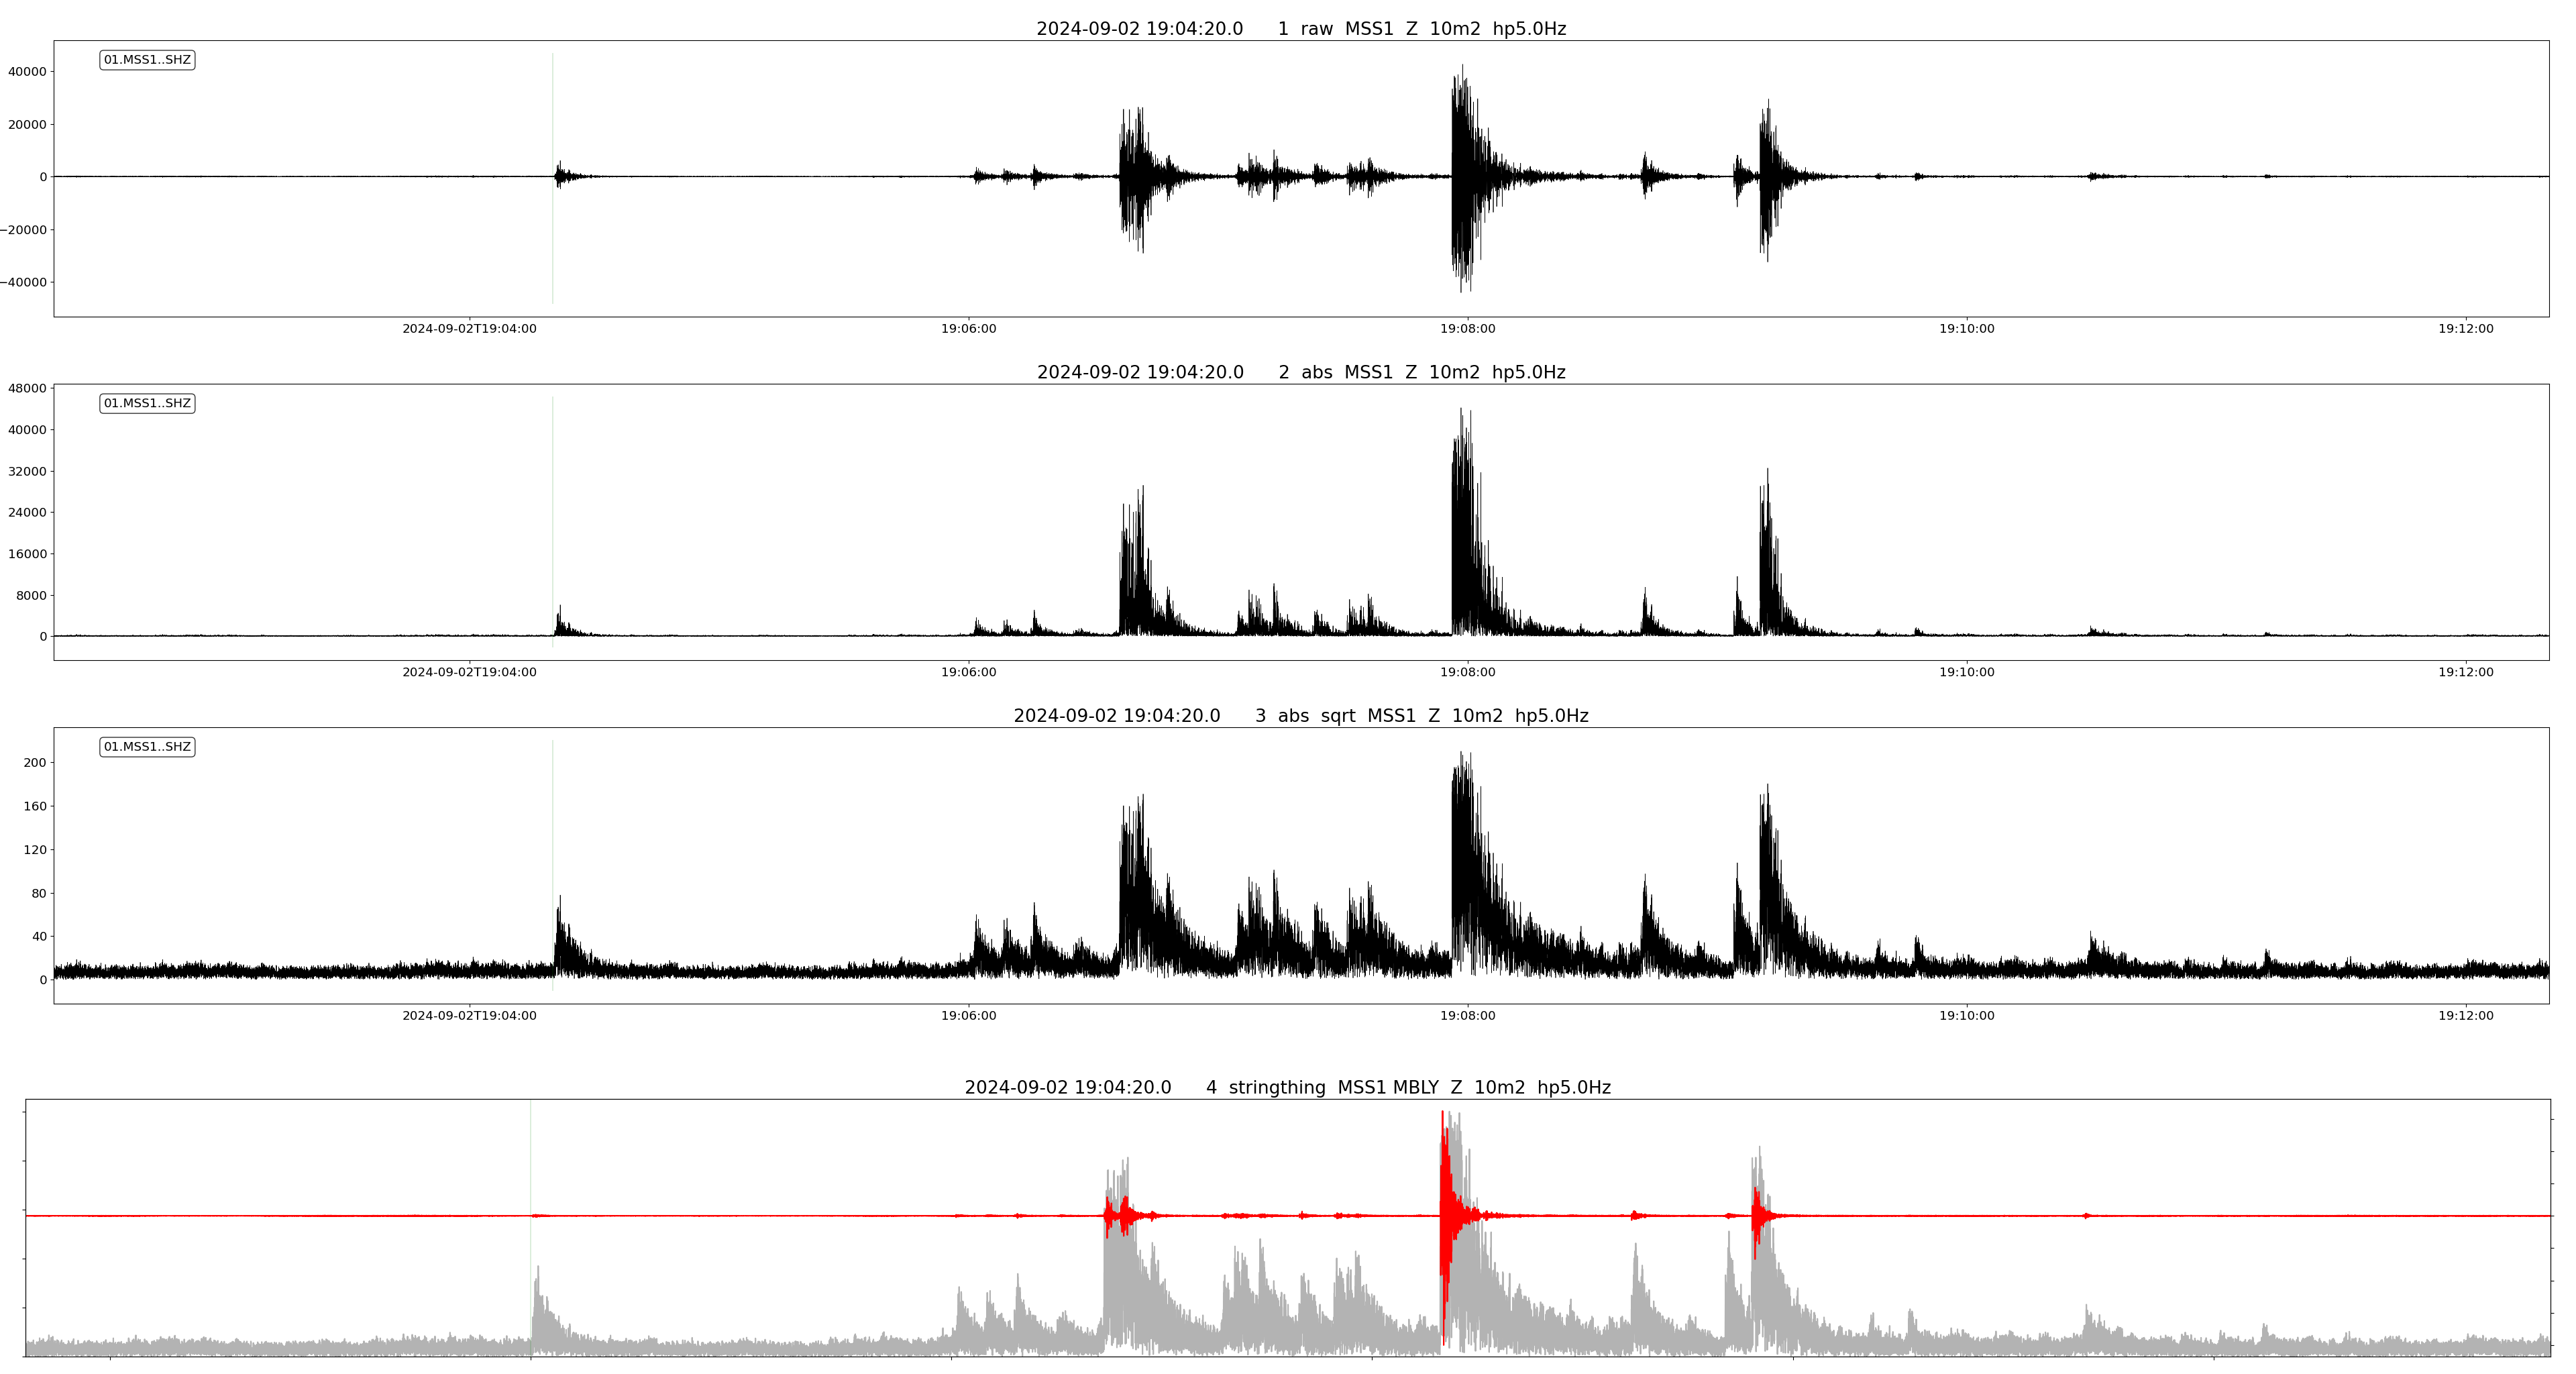 2024-09-02 19:04:20.0 1 raw MSS1 Z 10m2 hp5.0Hz
01.MSS1..SHZ
40000
20000
0
−20000
−40000
2024-09-02T19:04:00 19:06:00 19:08:00 19:10:00 19:12:00
2024-09-02 19:04:20.0 2 abs MSS1 Z 10m2 hp5.0Hz
48000
01.MSS1..SHZ
40000
32000
24000
16000
8000
0
2024-09-02T19:04:00 19:06:00 19:08:00 19:10:00 19:12:00
2024-09-02 19:04:20.0 3 abs sqrt MSS1 Z 10m2 hp5.0Hz
01.MSS1..SHZ
200
160
120
80
40
0
2024-09-02T19:04:00 19:06:00 19:08:00 19:10:00 19:12:00
2024-09-02 19:04:20.0 4 stringthing MSS1 MBLY Z 10m2 hp5.0Hz